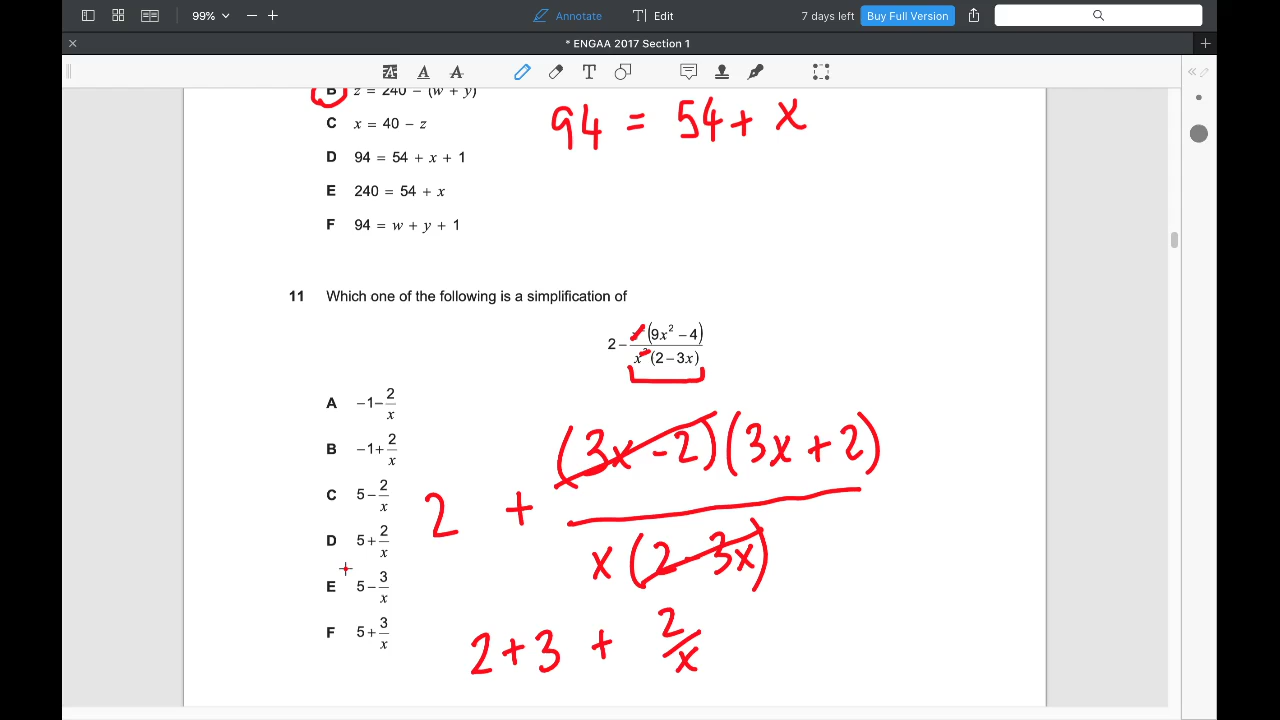 99%
Annotate
Edit
7 days left
Buy Full Version
* ENGAA 2017 Section 1
B z = 240 − (w + y)
C x = 40 − z
D 94 = 54 + x + 1
E 240 = 54 + x
F 94 = w + y + 1
94 = 54 + x
11 Which one of the following is a simplification of
2 − (9x² − 4)
x²(2 − 3x)
A −1 − 2/x
B −1 + 2/x
C 5 − 2/x
D 5 + 2/x
E 5 − 3/x
F 5 + 3/x
(3x − 2)(3x + 2)
2 +
x(2 − 3x)
2 + 3 + 2/x